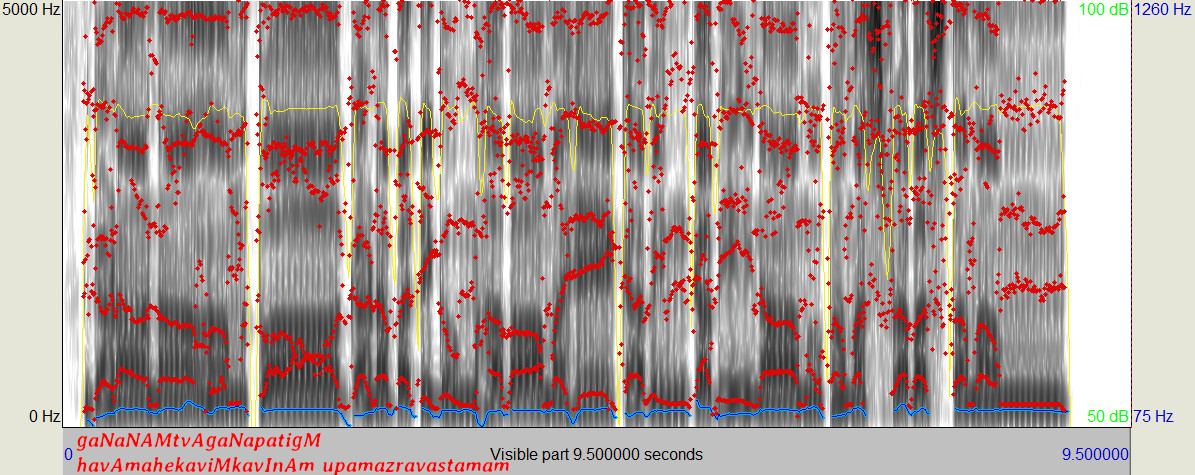 5000 Hz 100 dB 1260 Hz
0 Hz 50 dB 75 Hz
gaNaNAMtvAgaNapatigM
0 Visible part 9.500000 seconds 9.500000
havAmahekaviMkavInAm upamazravastamam